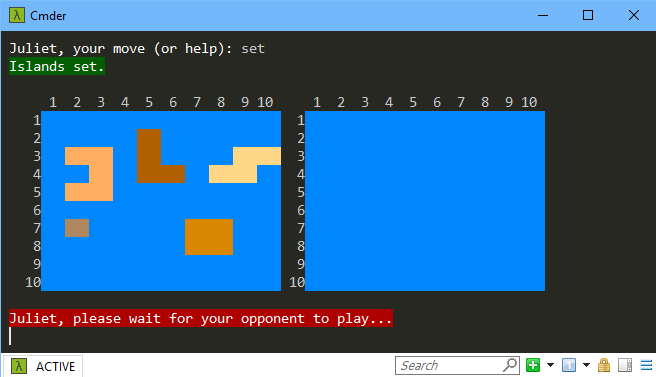 Cmder
Juliet, your move (or help): set
Islands set.
1 2 3 4 5 6 7 8 9 10 1 2 3 4 5 6 7 8 9 10
1 1
2 2
3 3
4 4
5 5
6 6
7 7
8 8
9 9
10 10
Juliet, please wait for your opponent to play...
λ ACTIVE Search